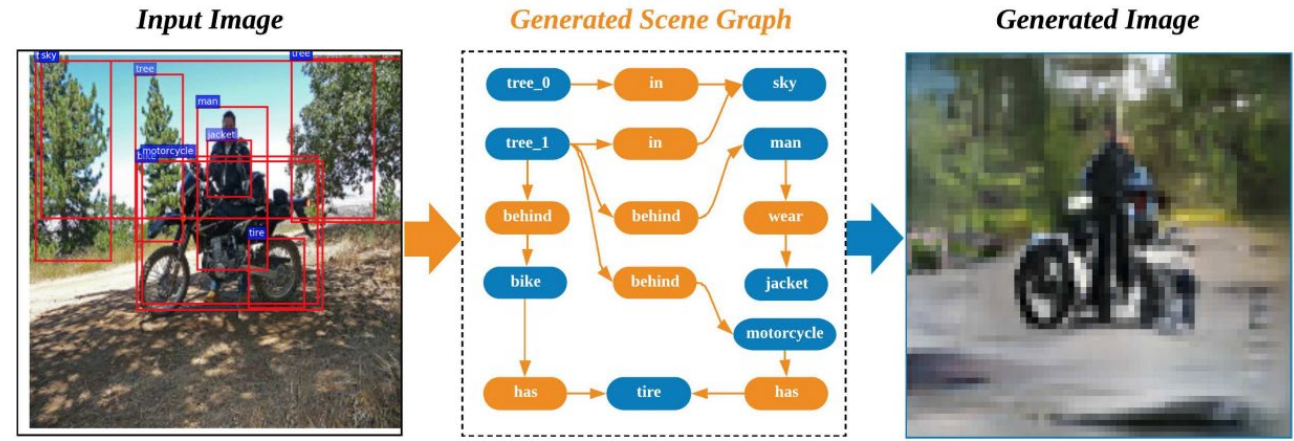 Input Image
Generated Scene Graph
Generated Image
sky
tree
tree
man
jacket
motorcycle
bike
tire
tree_0
in
sky
tree_1
in
man
behind
behind
wear
bike
behind
jacket
motorcycle
has
tire
has